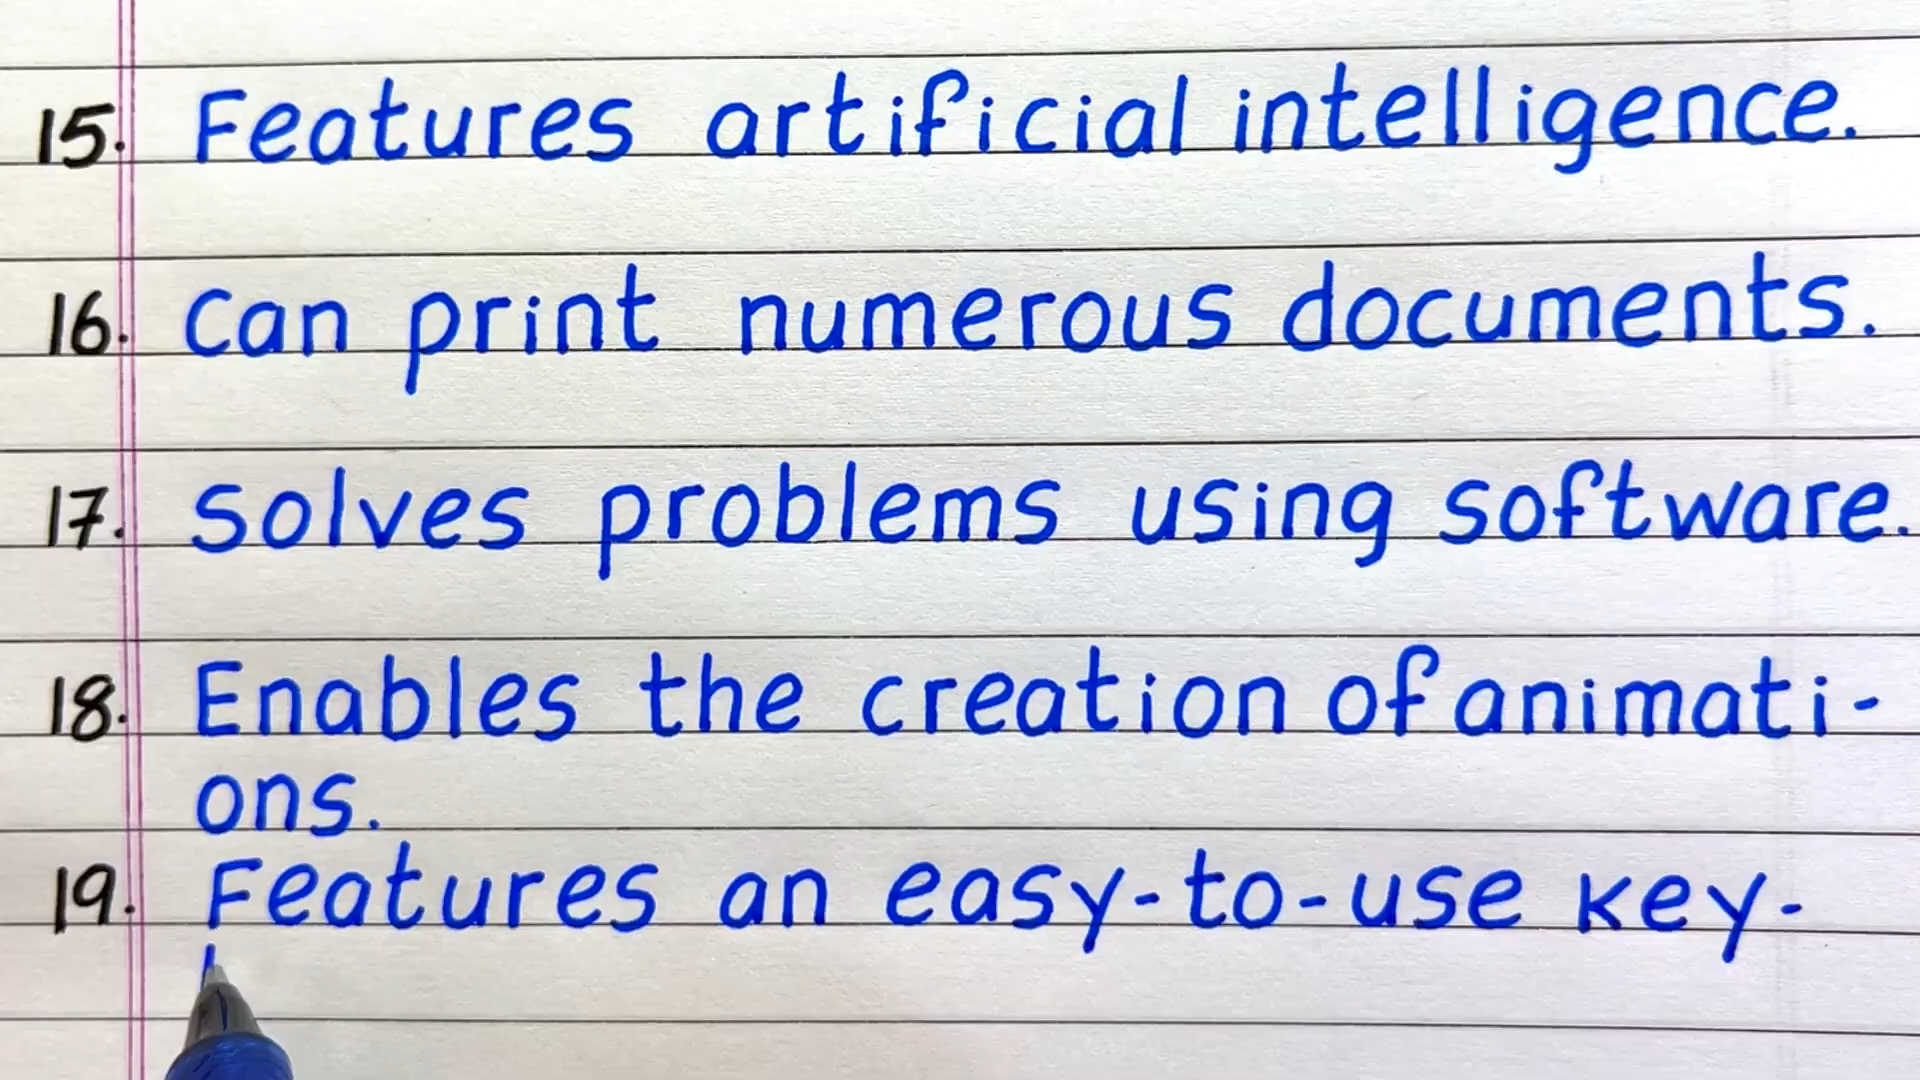 15. Features artificial intelligence.
16. Can print numerous documents.
17. Solves problems using software.
18. Enables the creation of animati-
ons.
19. Features an easy-to-use key-